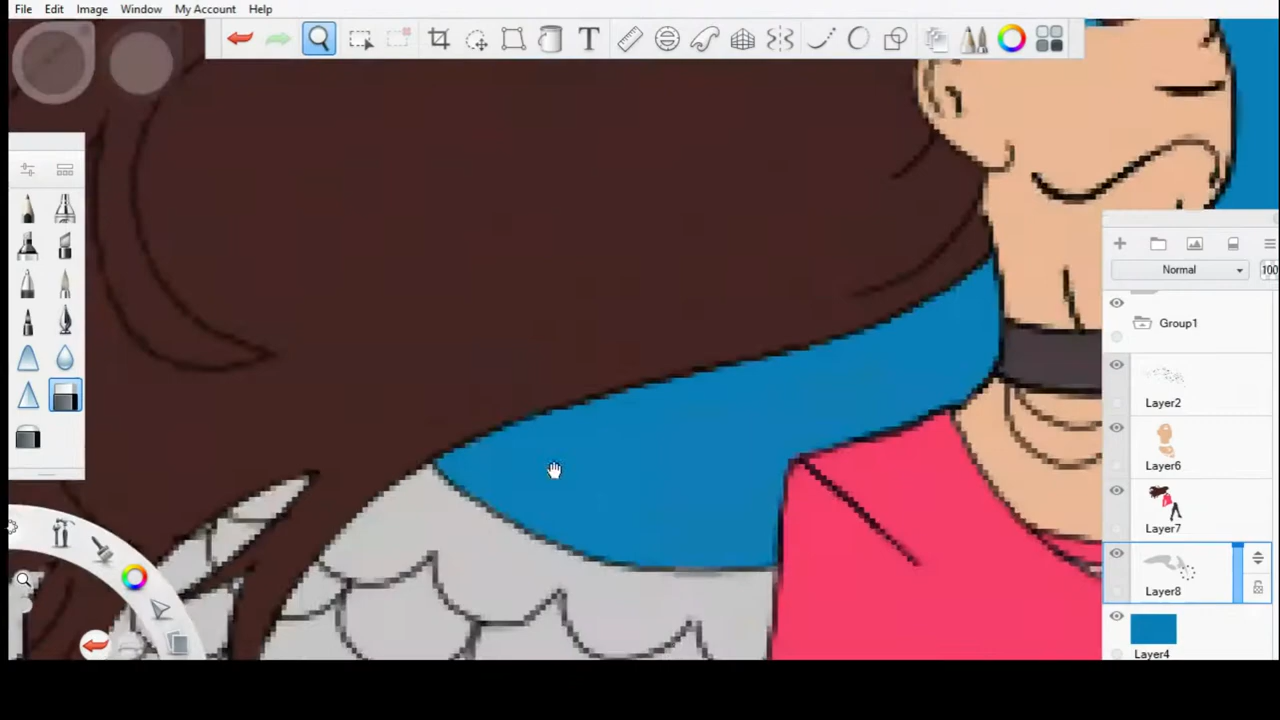 File Edit Image Window My Account Help
T
Normal 100
Group1
Layer2
Layer6
Layer7
Layer8
Layer4